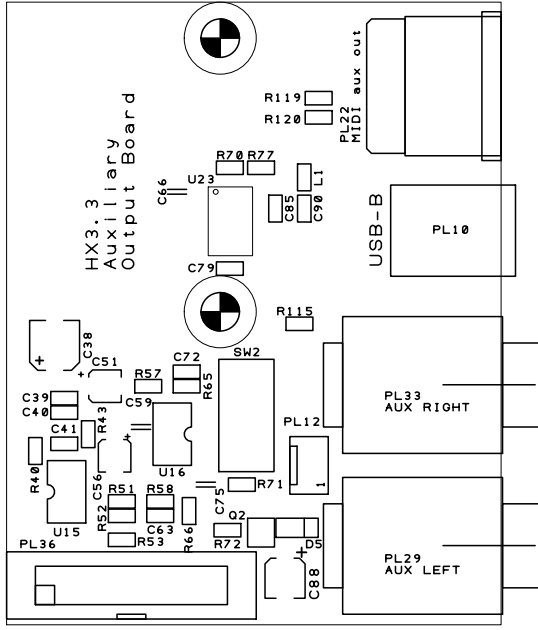 R119
R120
PL22
MIDI aux out
HX3.3
Auxiliary
Output Board
R70
R77
C66
U23
L1
C85
C90
USB-B
PL10
C79
R115
C38
+
C51
+
R57
C72
R65
SW2
C39
C40
C59
PL33
AUX RIGHT
R43
C41
+
PL12
R40
C56
U16
1
C75
R71
R51
R58
U15
R52
C63
R66
Q2
R53
R72
D5
PL36
+
C88
PL29
AUX LEFT